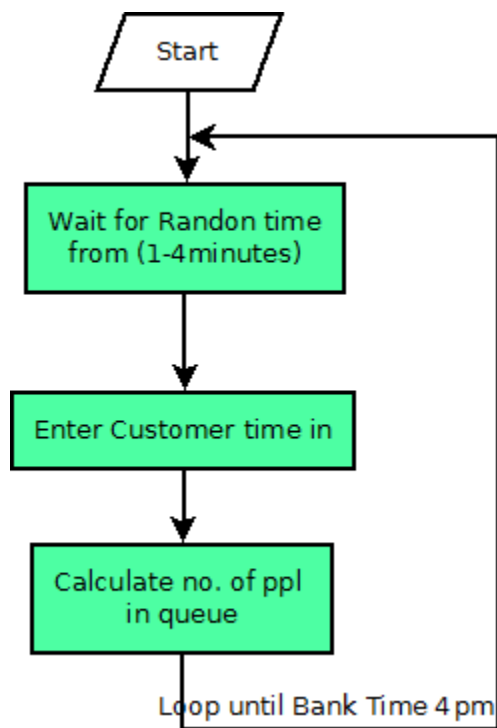 Start
Wait for Randon time
from (1-4minutes)
Enter Customer time in
Calculate no. of ppl
in queue
Loop until Bank Time 4pm